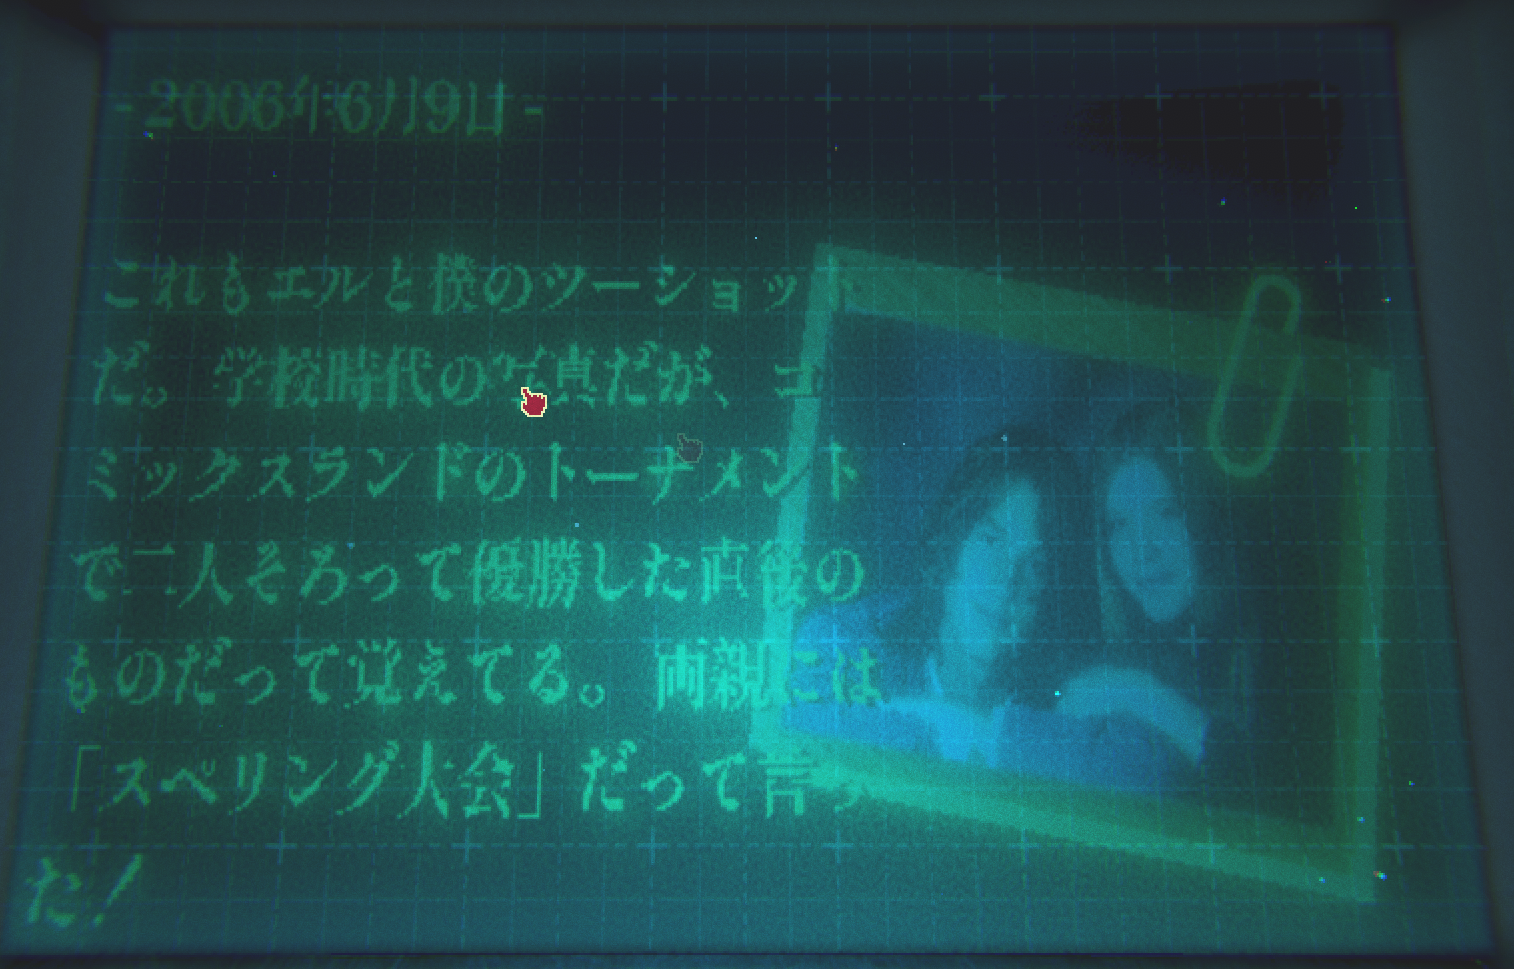 -2006年6月9日-
これもエルと僕のツーショット
だ。学校時代の写真だが、コ
ミックスランドのトーナメント
で二人そろって優勝した直後の
ものだって覚えてる。両親には
「スペリング大会」だって言っ
た！